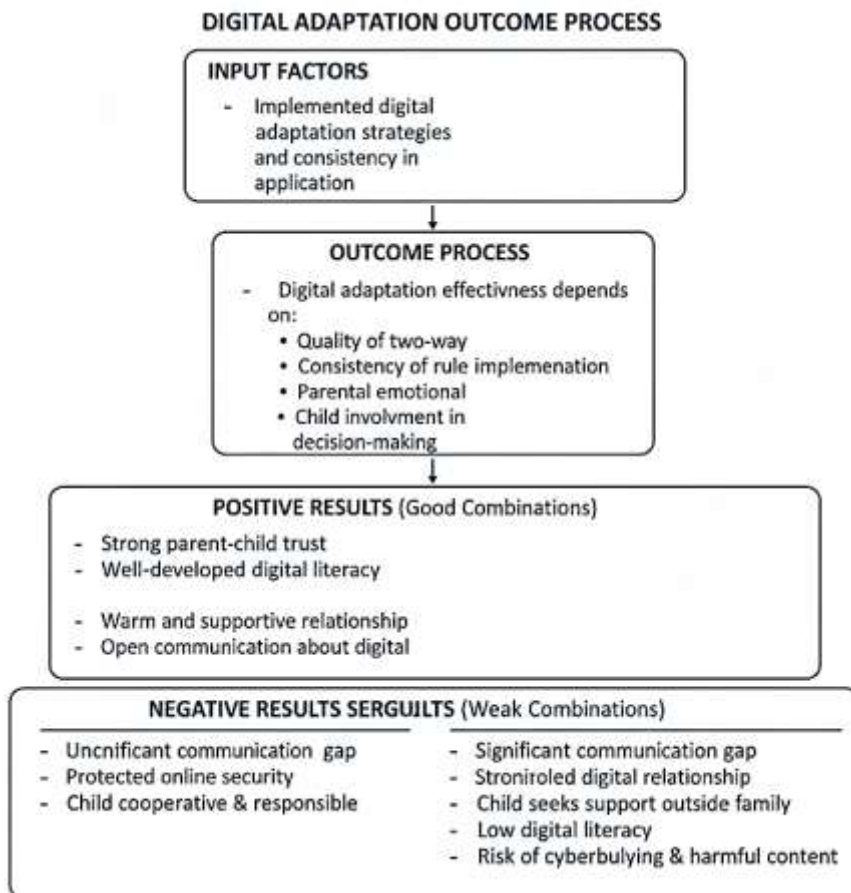 DIGITAL ADAPTATION OUTCOME PROCESS
INPUT FACTORS
- Implemented digital
adaptation strategies
and consistency in
application
OUTCOME PROCESS
- Digital adaptation effectivness depends
on:
• Quality of two-way
• Consistency of rule implemenation
• Parental emotional
• Child involvment in
decision-making
POSITIVE RESULTS (Good Combinations)
- Strong parent-child trust
- Well-developed digital literacy
- Warm and supportive relationship
- Open communication about digital
NEGATIVE RESULTS SERGUILTS (Weak Combinations)
- Uncnificant communication gap
- Protected online security
- Child cooperative & responsible
- Significant communication gap
- Stroniroled digital relationship
- Child seeks support outside family
- Low digital literacy
- Risk of cyberbulying & harmful content